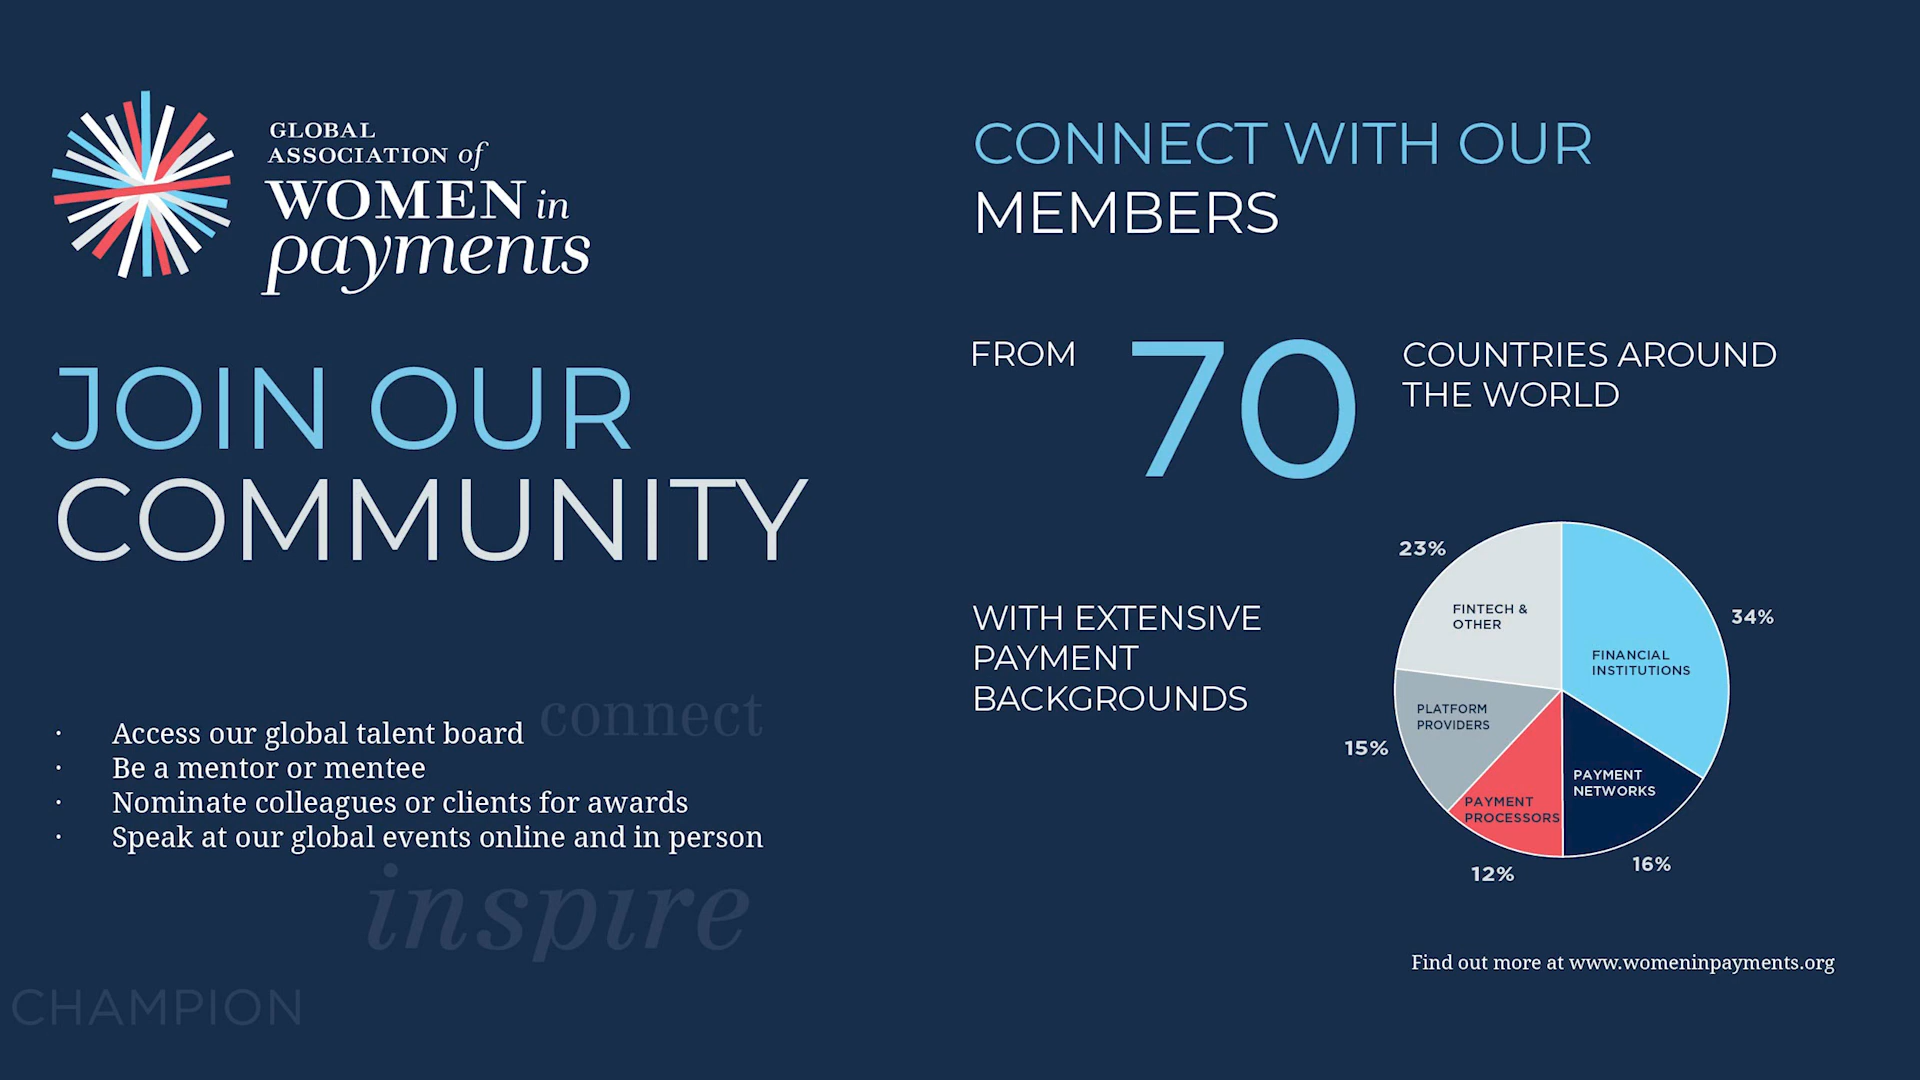 GLOBAL
ASSOCIATION of
WOMEN in
payments
JOIN OUR
COMMUNITY
connect
· Access our global talent board
· Be a mentor or mentee
· Nominate colleagues or clients for awards
· Speak at our global events online and in person
inspire
CHAMPION
CONNECT WITH OUR
MEMBERS
FROM
70
COUNTRIES AROUND
THE WORLD
WITH EXTENSIVE
PAYMENT
BACKGROUNDS
23%
FINTECH &
OTHER
34%
FINANCIAL
INSTITUTIONS
PLATFORM
PROVIDERS
15%
PAYMENT
NETWORKS
16%
PAYMENT
PROCESSORS
12%
Find out more at www.womeninpayments.org